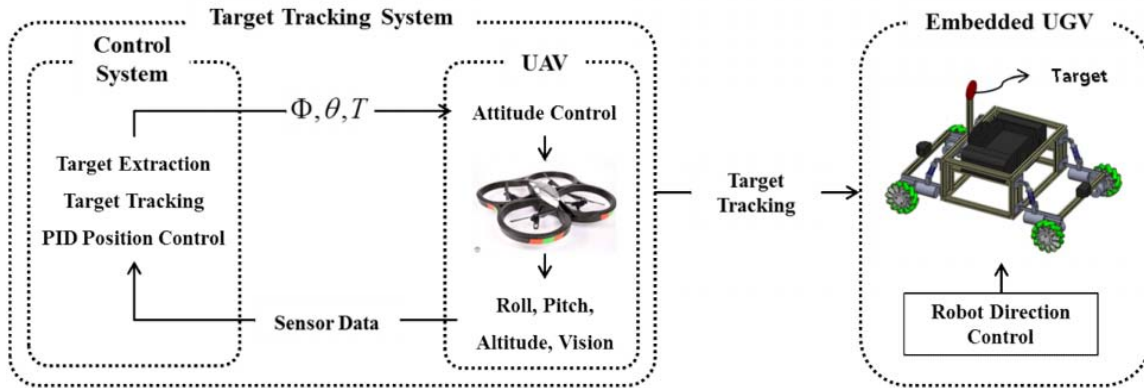 Target Tracking System
Control
System
Φ, θ, T
Target Extraction
Target Tracking
PID Position Control
Sensor Data
UAV
Attitude Control
Roll, Pitch,
Altitude, Vision
Target
Tracking
Embedded UGV
Target
Robot Direction
Control